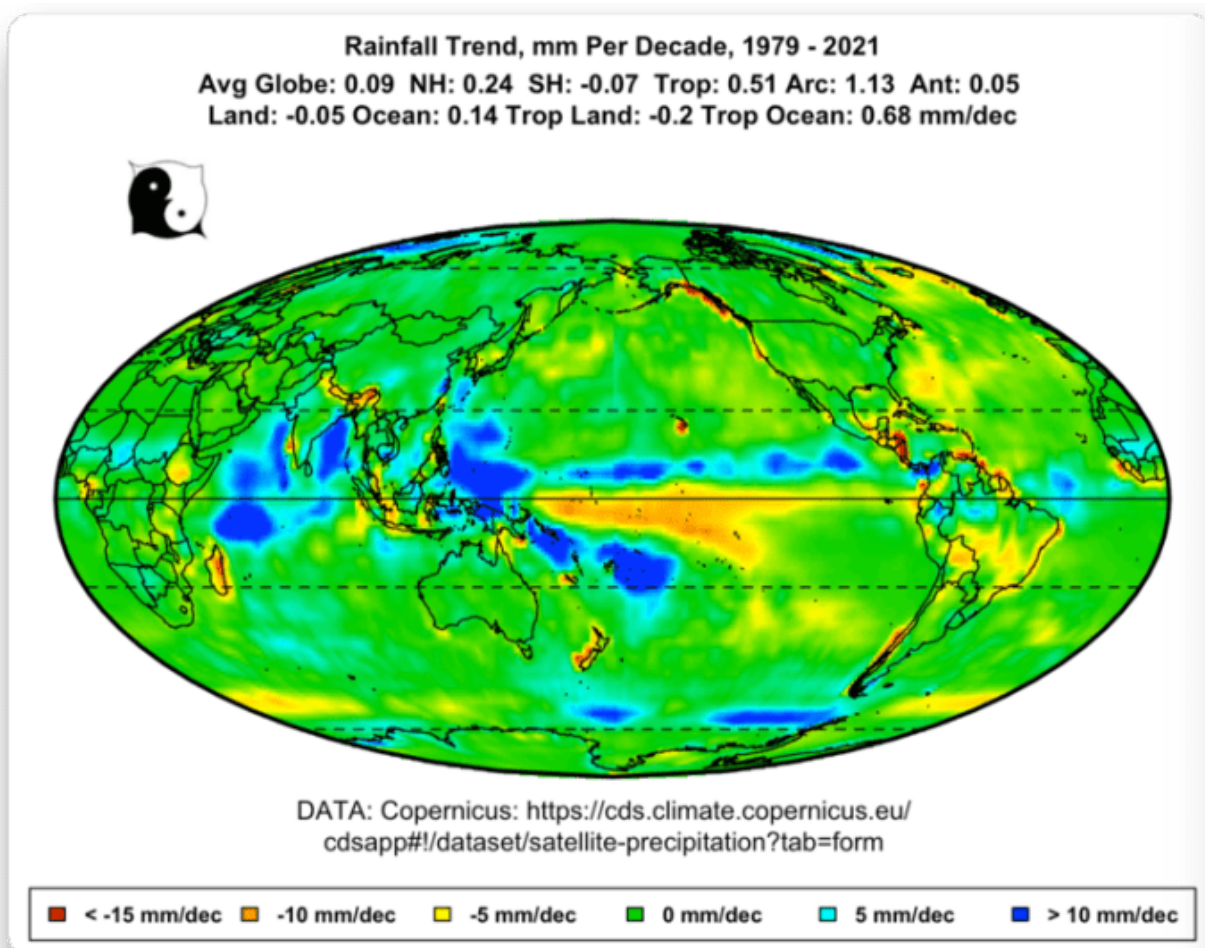 Rainfall Trend, mm Per Decade, 1979 - 2021
Avg Globe: 0.09 NH: 0.24 SH: -0.07 Trop: 0.51 Arc: 1.13 Ant: 0.05
Land: -0.05 Ocean: 0.14 Trop Land: -0.2 Trop Ocean: 0.68 mm/dec
DATA: Copernicus: https://cds.climate.copernicus.eu/
cdsapp#!/dataset/satellite-precipitation?tab=form
< -15 mm/dec -10 mm/dec -5 mm/dec 0 mm/dec 5 mm/dec > 10 mm/dec